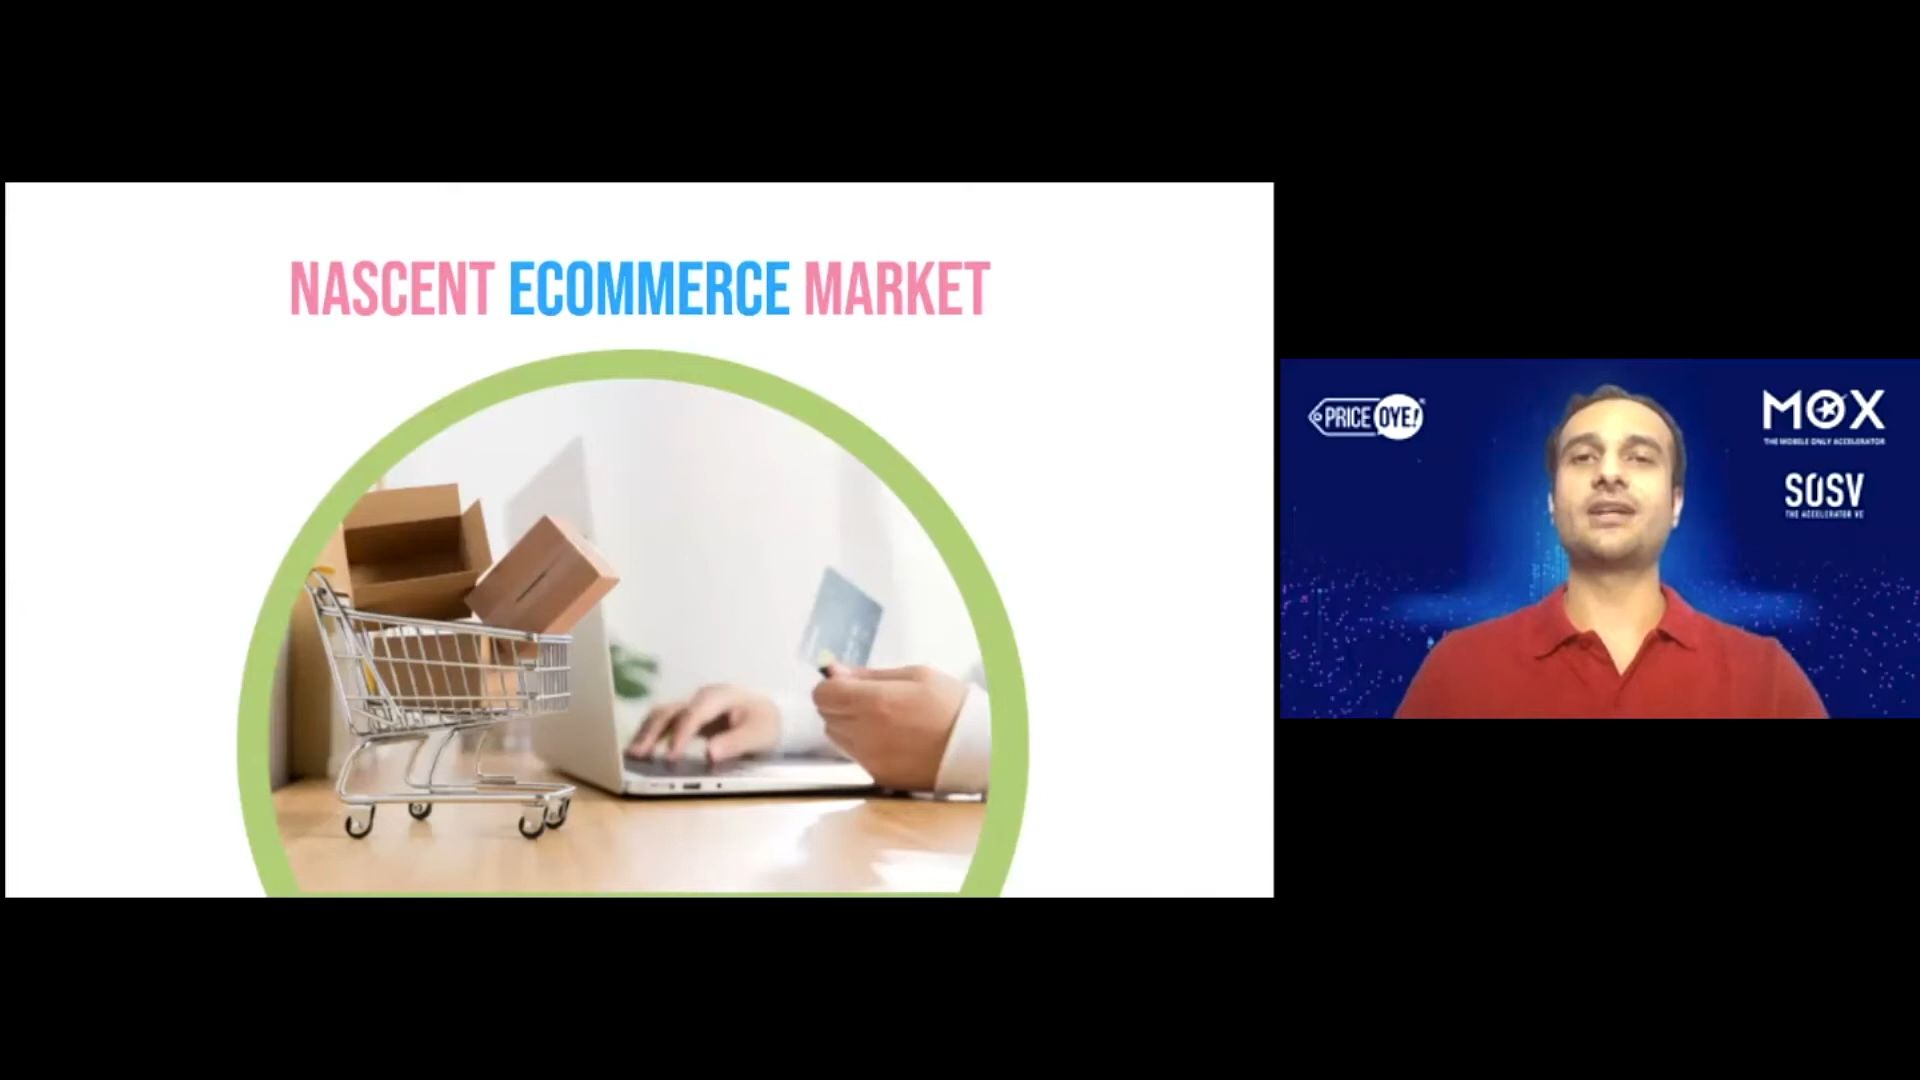 NASCENT ECOMMERCE MARKET
PRICE OYE!
MOX
THE MOBILE ONLY ACCELERATOR
SOSV
THE ACCELERATOR VC